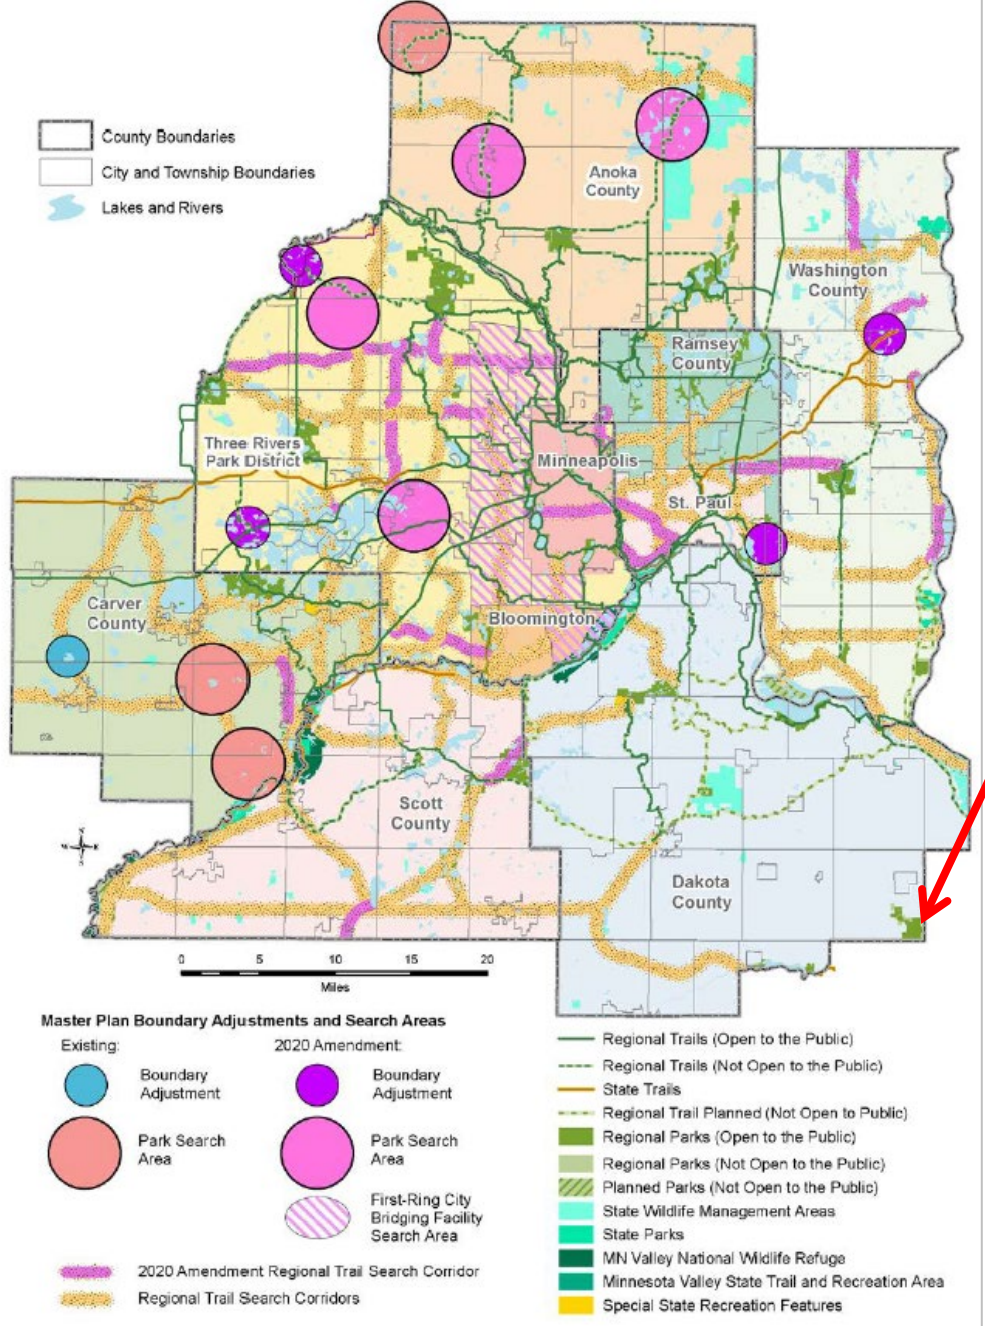 County Boundaries
City and Township Boundaries
Lakes and Rivers
Anoka
County
Washington
County
Ramsey
County
Three Rivers
Park District
Minneapolis
St. Paul
Carver
County
Bloomington
Scott
County
Dakota
County
0 5 10 15 20
Miles
Master Plan Boundary Adjustments and Search Areas
Existing:
Boundary
Adjustment
Park Search
Area
2020 Amendment:
Boundary
Adjustment
Park Search
Area
First-Ring City
Bridging Facility
Search Area
2020 Amendment Regional Trail Search Corridor
Regional Trail Search Corridors
Regional Trails (Open to the Public)
Regional Trails (Not Open to the Public)
State Trails
Regional Trail Planned (Not Open to Public)
Regional Parks (Open to the Public)
Regional Parks (Not Open to the Public)
Planned Parks (Not Open to the Public)
State Wildlife Management Areas
State Parks
MN Valley National Wildlife Refuge
Minnesota Valley State Trail and Recreation Area
Special State Recreation Features